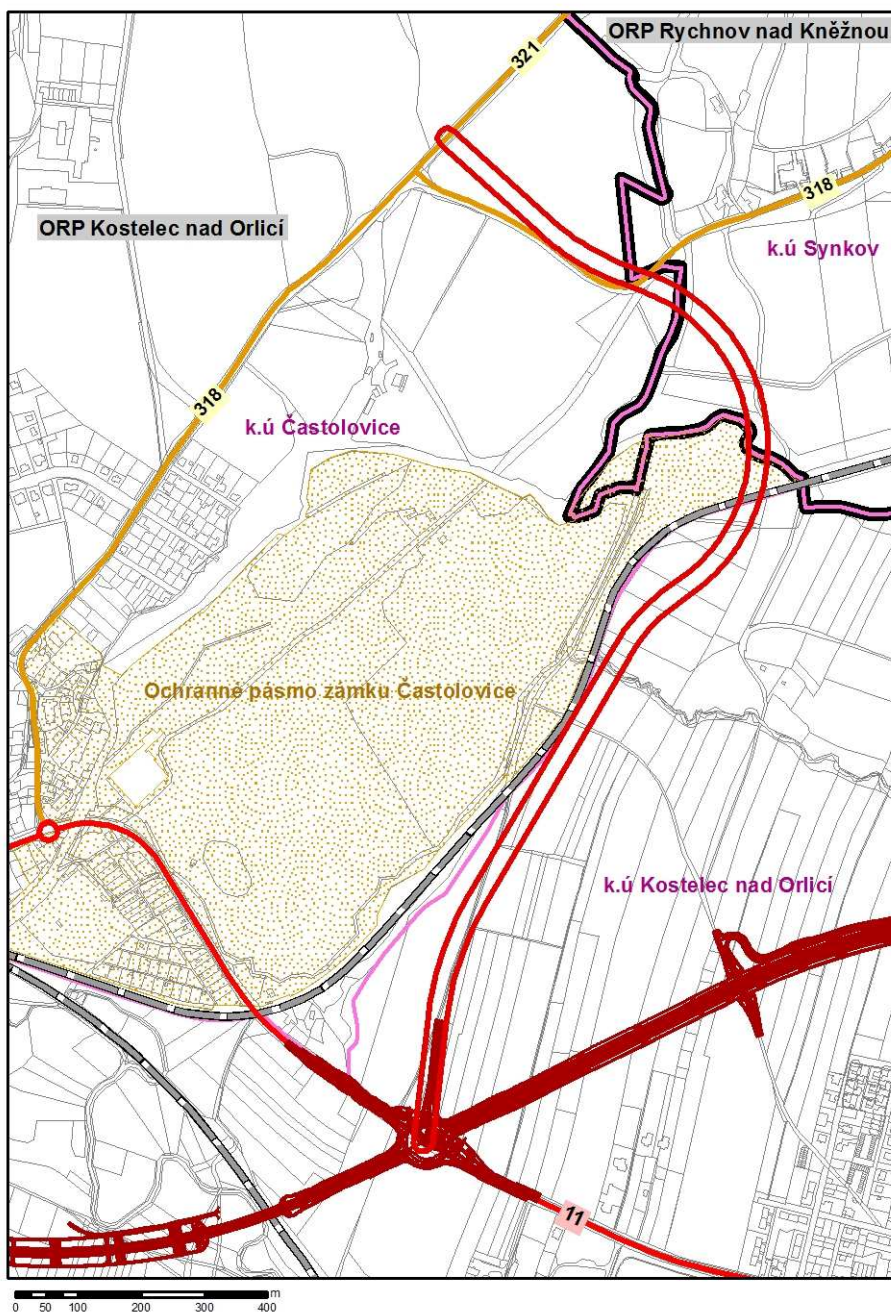 ORP Rychnov nad Kněžnou
321
318
ORP Kostelec nad Orlicí
k.ú Synkov
318
k.ú Častolovice
Ochranné pásmo zámku Častolovice
k.ú Kostelec nad Orlicí
11
m
0 50 100 200 300 400